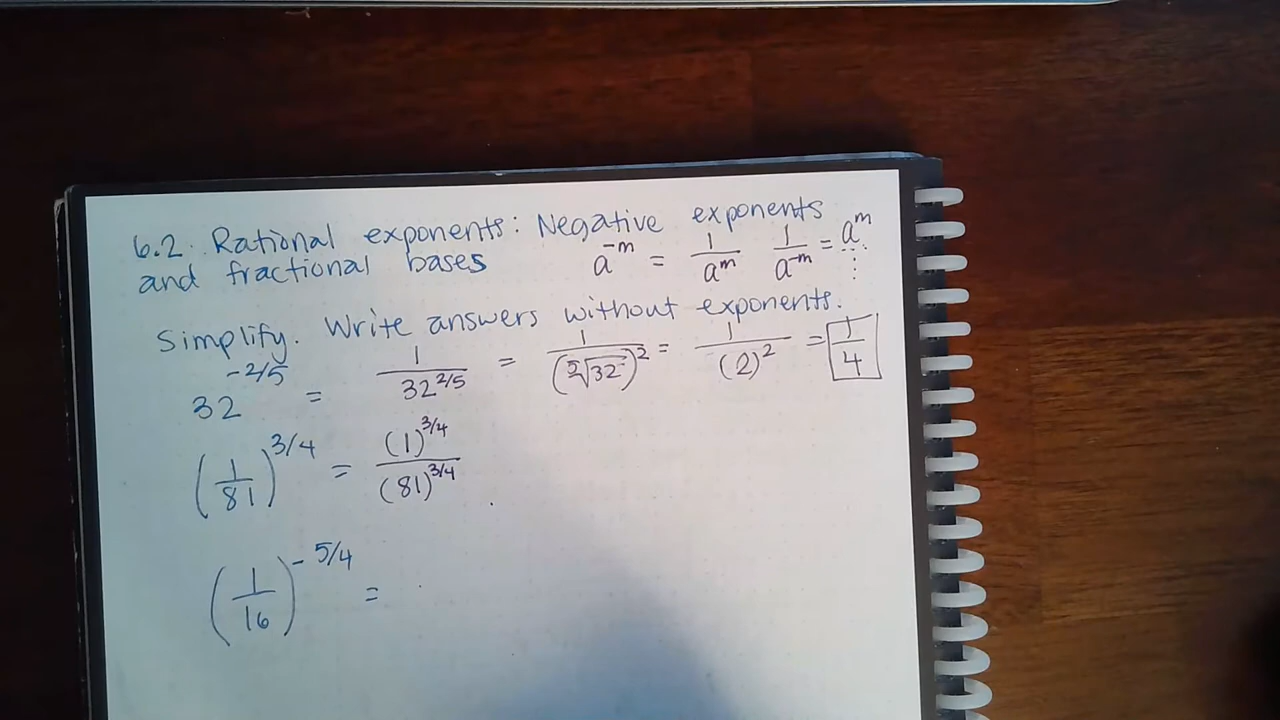 6.2. Rational exponents: Negative exponents
and fractional bases a^-m = 1/a^m 1/a^-m = a^m
Simplify. Write answers without exponents.
32^-2/5 = 1/32^2/5 = 1/(⁵√32)^2 = 1/(2)^2 = 1/4
(1/81)^3/4 = (1)^3/4/(81)^3/4
(1/16)^-5/4 =